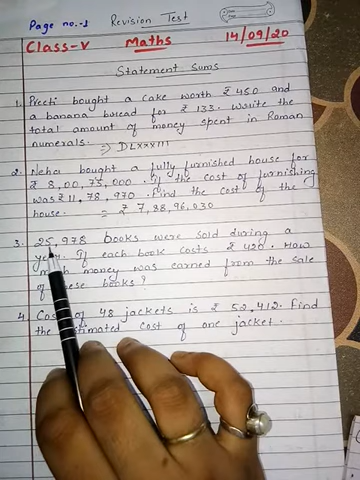 Page no.-1 Revision Test
Class-V Maths 14/09/20
Statement Sums
1. Preeti bought a cake worth ₹ 450 and
a banana bread for ₹ 133. Write the
total amount of money spent in Roman
numerals. ⇒ DLXXXIII
2. Neha bought a fully furnished house for
₹ 8,00,75,000. If the cost of furnishing
was ₹ 11,78,970. Find the cost of the
house. = ₹ 7,88,96,030
3. 25,978 books were sold during a
year. If each book costs ₹ 420. How
much money was earned from the sale
of these books?
4. Cost of 48 jackets is ₹ 52,412. Find
the estimated cost of one jacket.